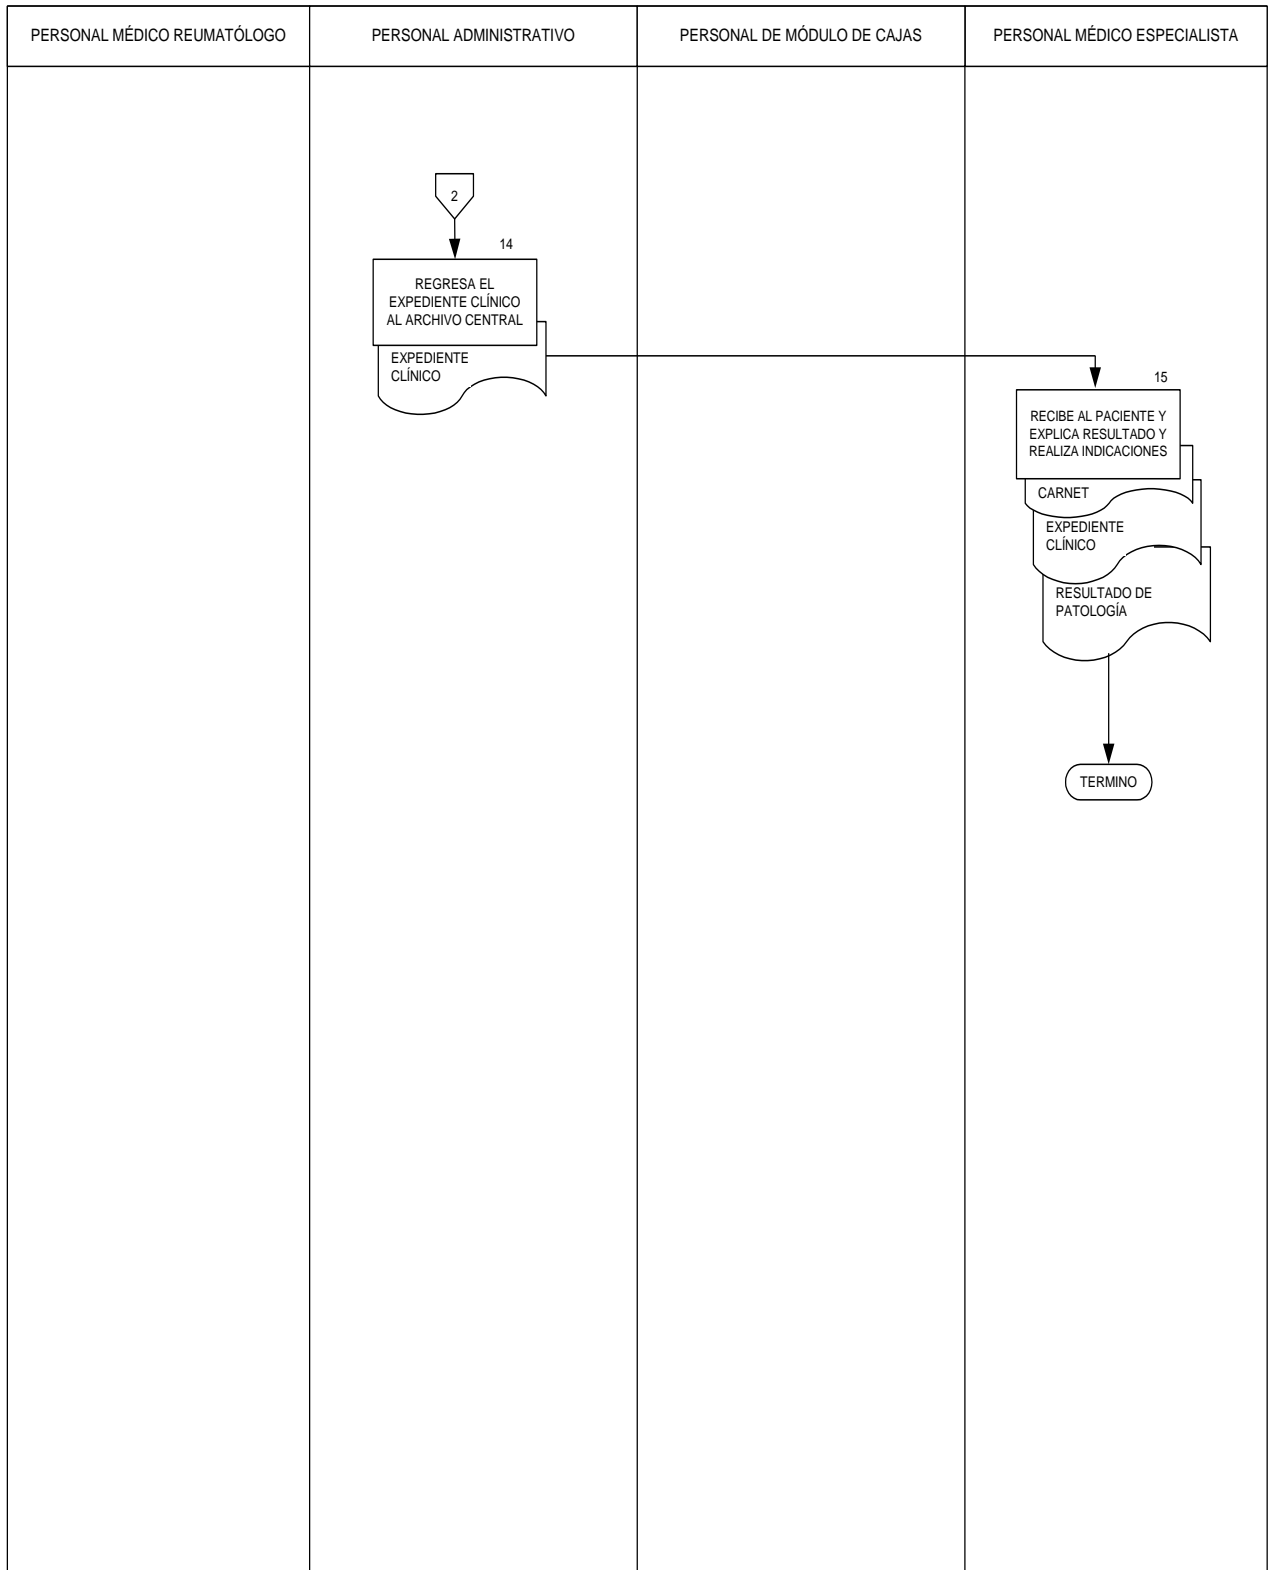 PERSONAL MÉDICO REUMATÓLOGO
PERSONAL ADMINISTRATIVO
PERSONAL DE MÓDULO DE CAJAS
PERSONAL MÉDICO ESPECIALISTA
2
14
REGRESA EL
EXPEDIENTE CLÍNICO
AL ARCHIVO CENTRAL
EXPEDIENTE
CLÍNICO
15
RECIBE AL PACIENTE Y
EXPLICA RESULTADO Y
REALIZA INDICACIONES
CARNET
EXPEDIENTE
CLÍNICO
RESULTADO DE
PATOLOGÍA
TERMINO